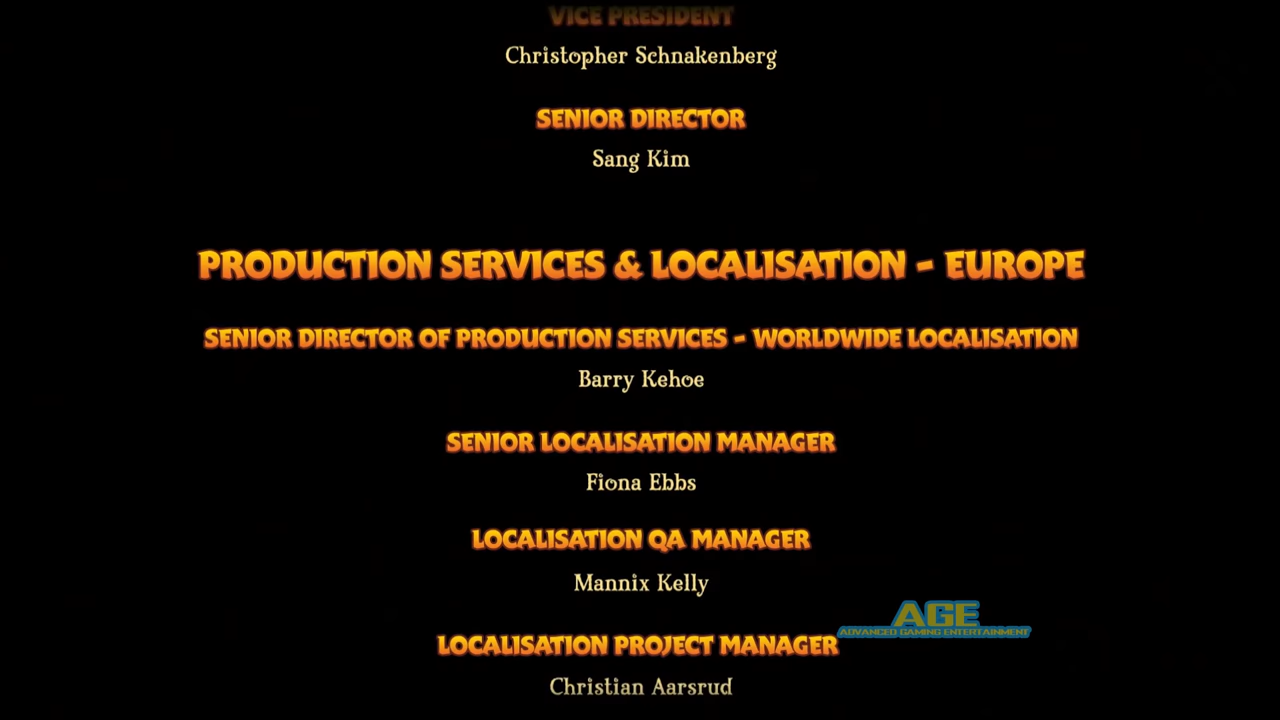 VICE PRESIDENT
Christopher Schnakenberg
SENIOR DIRECTOR
Sang Kim
PRODUCTION SERVICES & LOCALISATION - EUROPE
SENIOR DIRECTOR OF PRODUCTION SERVICES - WORLDWIDE LOCALISATION
Barry Kehoe
SENIOR LOCALISATION MANAGER
Fiona Ebbs
LOCALISATION QA MANAGER
Mannix Kelly
AGE
ADVANCED GAMING ENTERTAINMENT
LOCALISATION PROJECT MANAGER
Christian Aarsrud